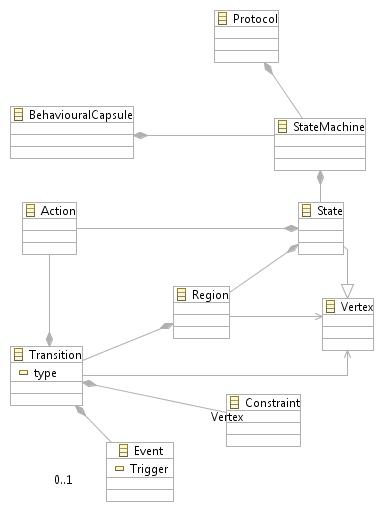 Protocol
BehaviouralCapsule
StateMachine
Action
State
Region
Vertex
Transition
type
Constraint
Vertex
Event
Trigger
0..1